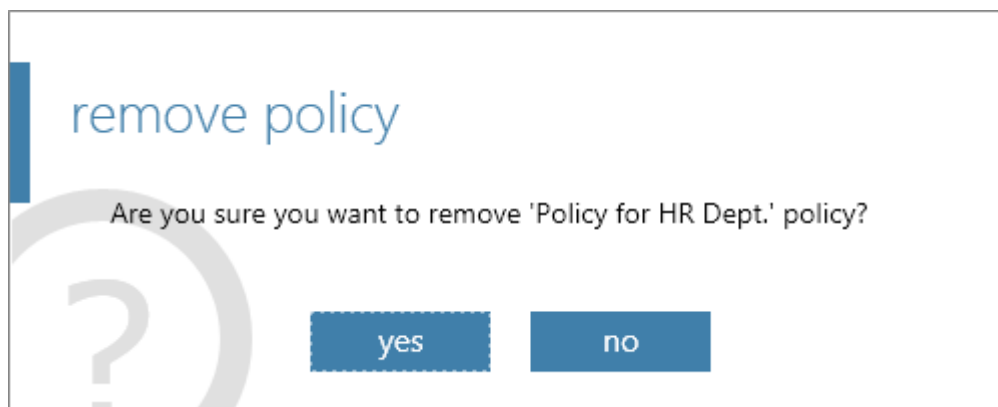 remove policy
Are you sure you want to remove 'Policy for HR Dept.' policy?
?
yes no